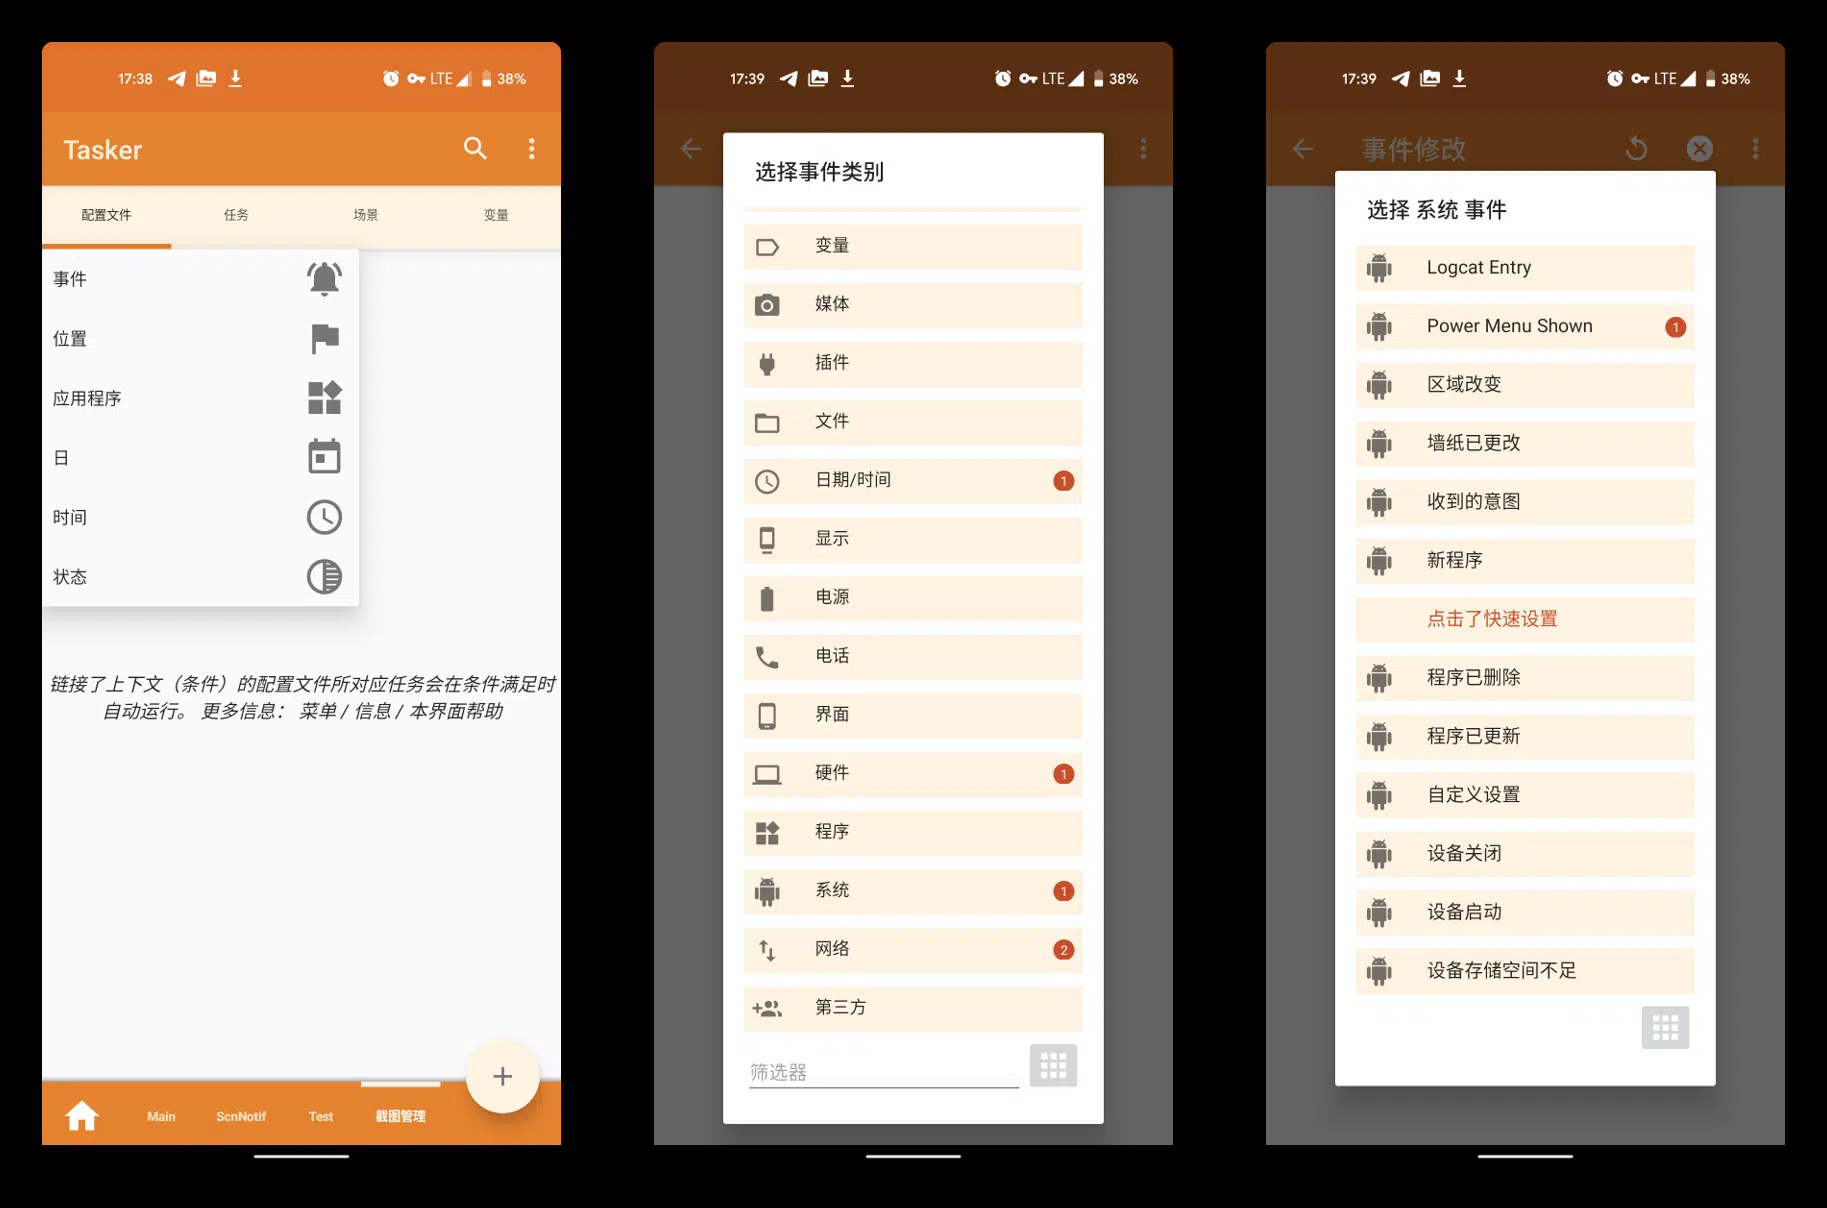 17:38
LTE
38%
Tasker
配置文件
任务
场景
变量
事件
位置
应用程序
日
时间
状态
链接了上下文（条件）的配置文件所对应任务会在条件满足时
自动运行。 更多信息： 菜单 / 信息 / 本界面帮助
+
Main
ScnNotif
Test
截图管理
17:39
LTE
38%
选择事件类别
变量
媒体
插件
文件
日期/时间
1
显示
电源
电话
界面
硬件
1
程序
系统
1
网络
2
第三方
筛选器
17:39
LTE
38%
事件修改
选择 系统 事件
Logcat Entry
Power Menu Shown
1
区域改变
墙纸已更改
收到的意图
新程序
点击了快速设置
程序已删除
程序已更新
自定义设置
设备关闭
设备启动
设备存储空间不足